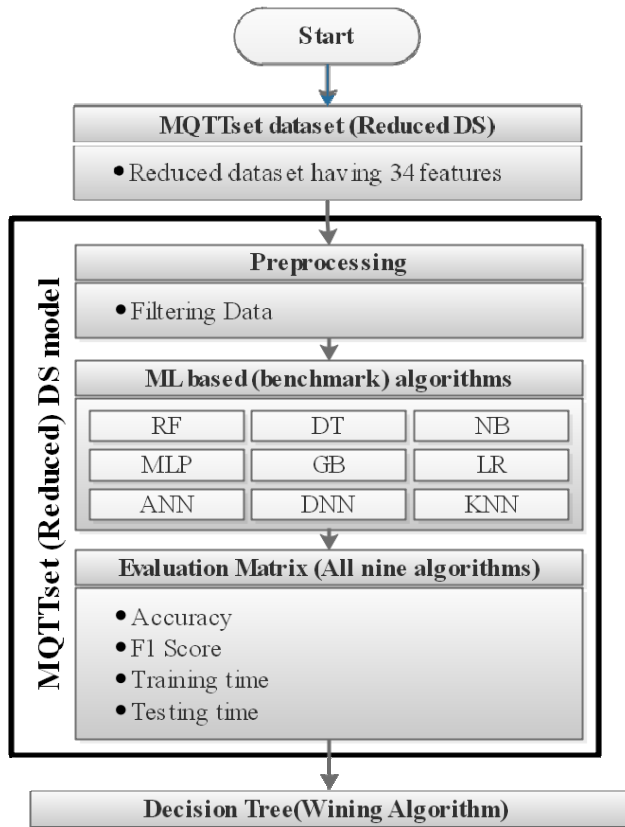 Start
MQTTset dataset (Reduced DS)
• Reduced dataset having 34 features
MQTTset (Reduced) DS model
Preprocessing
• Filtering Data
ML based (benchmark) algorithms
RF DT NB
MLP GB LR
ANN DNN KNN
Evaluation Matrix (All nine algorithms)
• Accuracy
• F1 Score
• Training time
• Testing time
Decision Tree(Wining Algorithm)